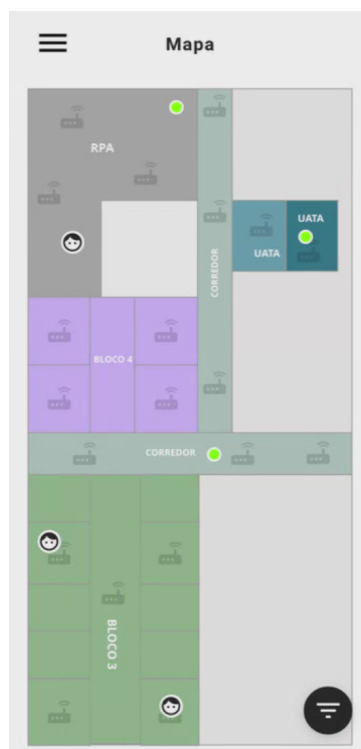 Mapa
RPA
UATA
UATA
CORREDOR
BLOCO 4
CORREDOR
BLOCO 3